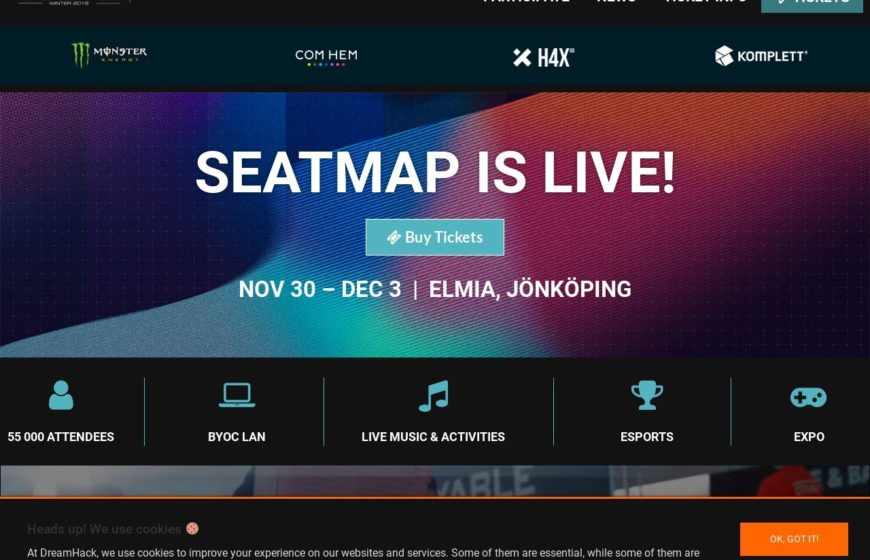 WINTER 2018
PARTICIPATE NEWS TICKET INFO TICKETS
MONSTER
ENERGY
COM HEM
H4X
KOMPLETT
SEATMAP IS LIVE!
Buy Tickets
NOV 30 – DEC 3 | ELMIA, JÖNKÖPING
55 000 ATTENDEES
BYOC LAN
LIVE MUSIC & ACTIVITIES
ESPORTS
EXPO
Heads up! We use cookies
At DreamHack, we use cookies to improve your experience on our websites and services. Some of them are essential, while some of them are
OK, GOT IT!